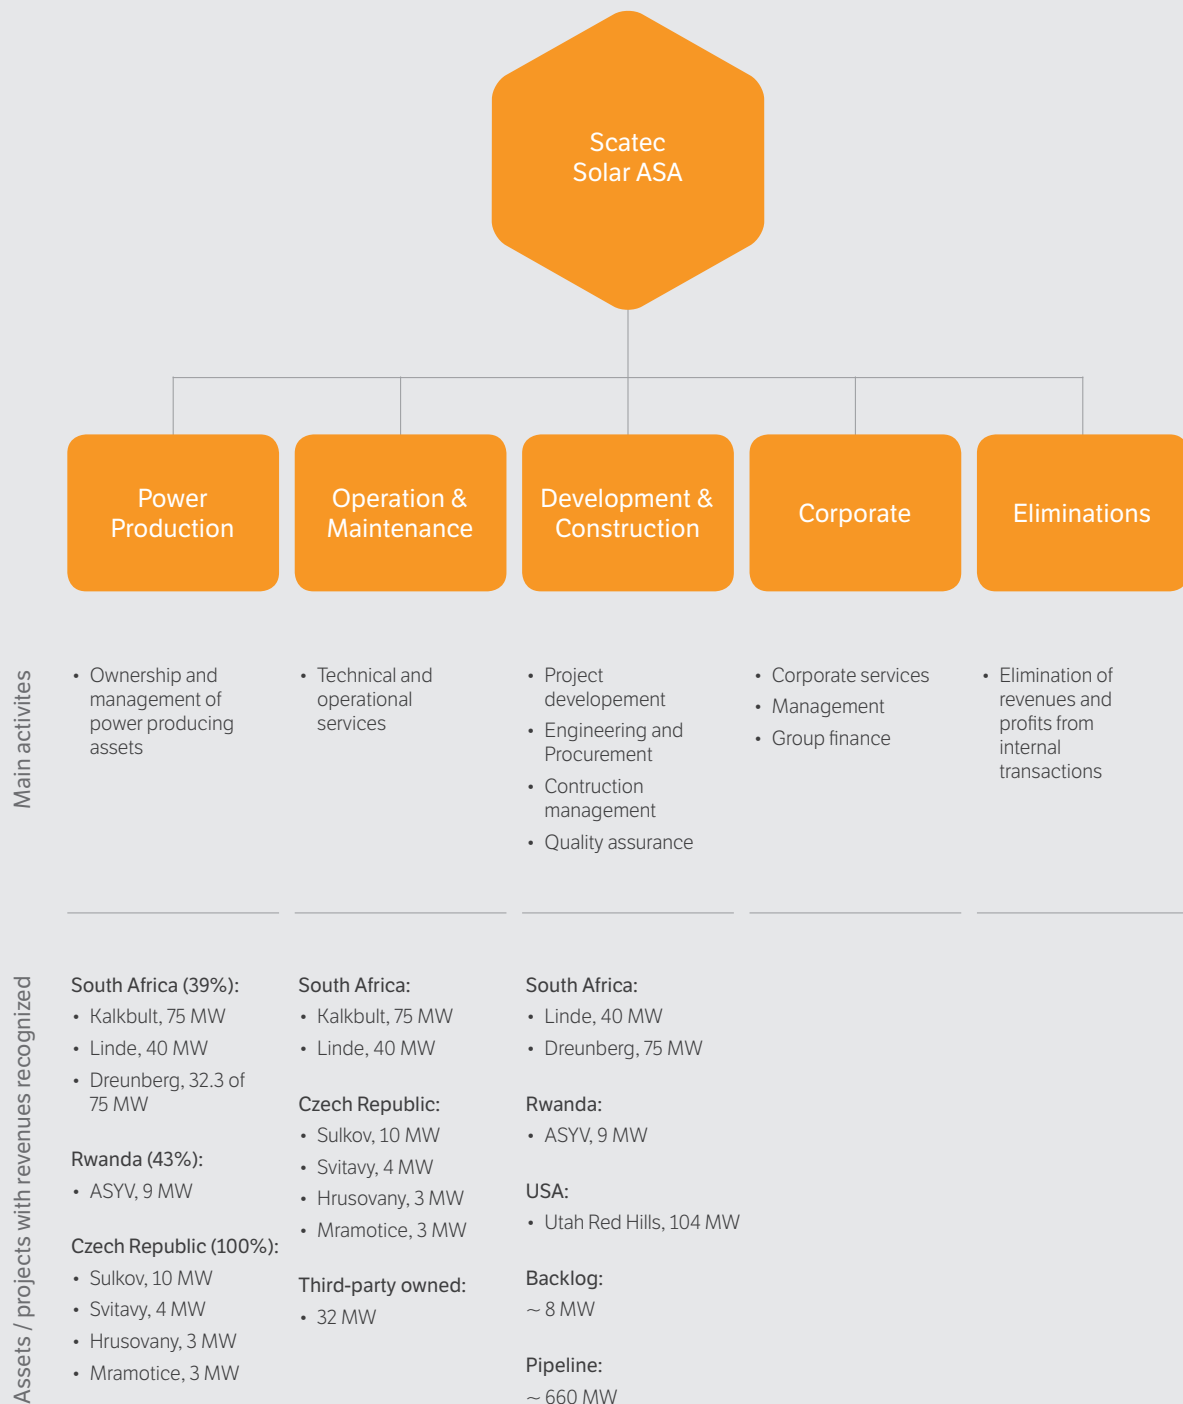 Scatec
Solar ASA
Power
Production
Operation &
Maintenance
Development &
Construction
Corporate
Eliminations
Main activites
• Ownership and
management of
power producing
assets
• Technical and
operational
services
• Project
developement
• Engineering and
Procurement
• Contruction
management
• Quality assurance
• Corporate services
• Management
• Group finance
• Elimination of
revenues and
profits from
internal
transactions
Assets / projects with revenues recognized
South Africa (39%):
• Kalkbult, 75 MW
• Linde, 40 MW
• Dreunberg, 32.3 of
75 MW
Rwanda (43%):
• ASYV, 9 MW
Czech Republic (100%):
• Sulkov, 10 MW
• Svitavy, 4 MW
• Hrusovany, 3 MW
• Mramotice, 3 MW
South Africa:
• Kalkbult, 75 MW
• Linde, 40 MW
Czech Republic:
• Sulkov, 10 MW
• Svitavy, 4 MW
• Hrusovany, 3 MW
• Mramotice, 3 MW
Third-party owned:
• 32 MW
South Africa:
• Linde, 40 MW
• Dreunberg, 75 MW
Rwanda:
• ASYV, 9 MW
USA:
• Utah Red Hills, 104 MW
Backlog:
~ 8 MW
Pipeline:
~ 660 MW